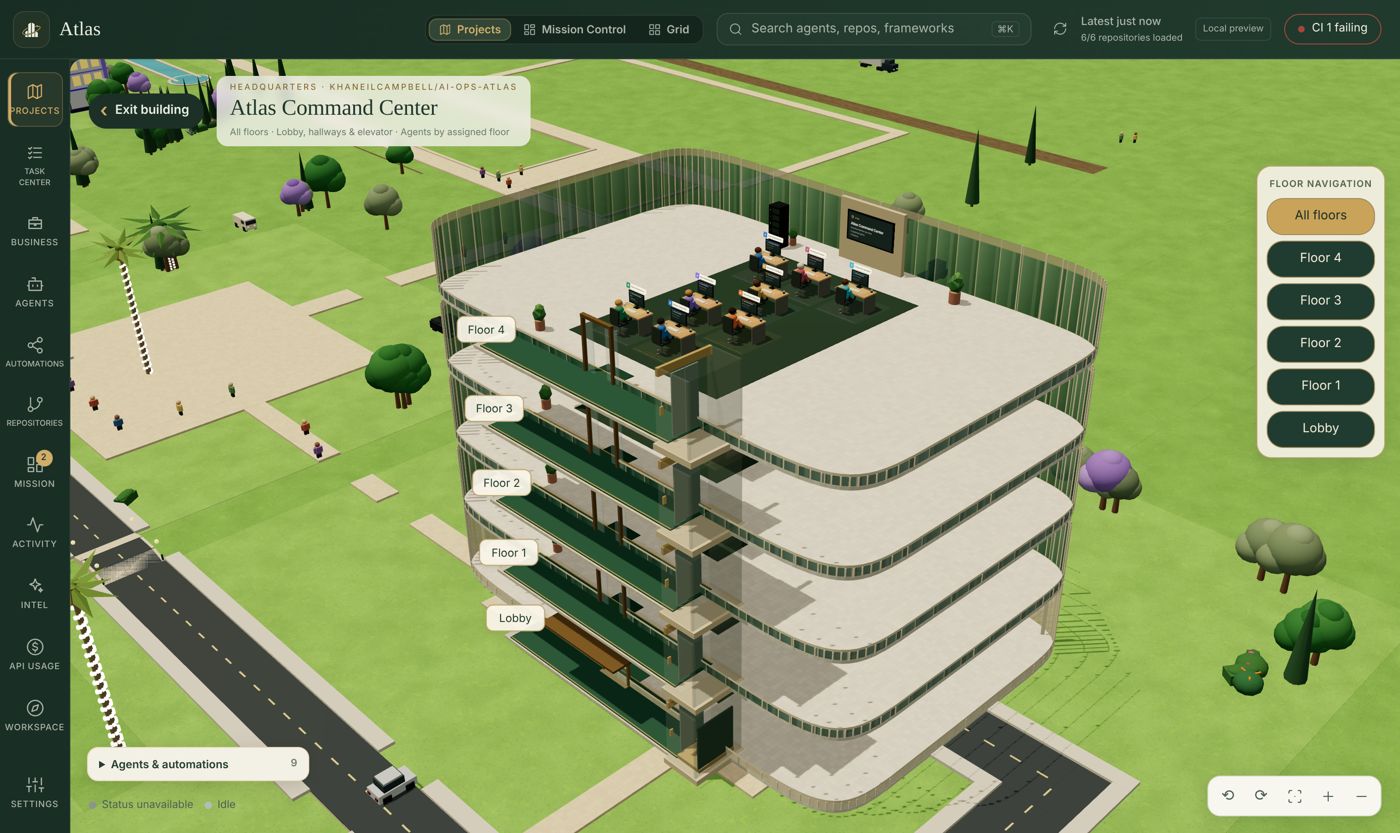 Atlas
Projects
Mission Control
Grid
Search agents, repos, frameworks
⌘K
Latest just now
6/6 repositories loaded
Local preview
CI 1 failing
PROJECTS
TASK
CENTER
BUSINESS
AGENTS
AUTOMATIONS
REPOSITORIES
2
MISSION
ACTIVITY
INTEL
API USAGE
WORKSPACE
SETTINGS
Exit building
HEADQUARTERS · KHANEILCAMPBELL/AI-OPS-ATLAS
Atlas Command Center
All floors · Lobby, hallways & elevator · Agents by assigned floor
Atlas Command Center
Floor 4
Floor 3
Floor 2
Floor 1
Lobby
FLOOR NAVIGATION
All floors
Floor 4
Floor 3
Floor 2
Floor 1
Lobby
Agents & automations
9
Status unavailable
Idle